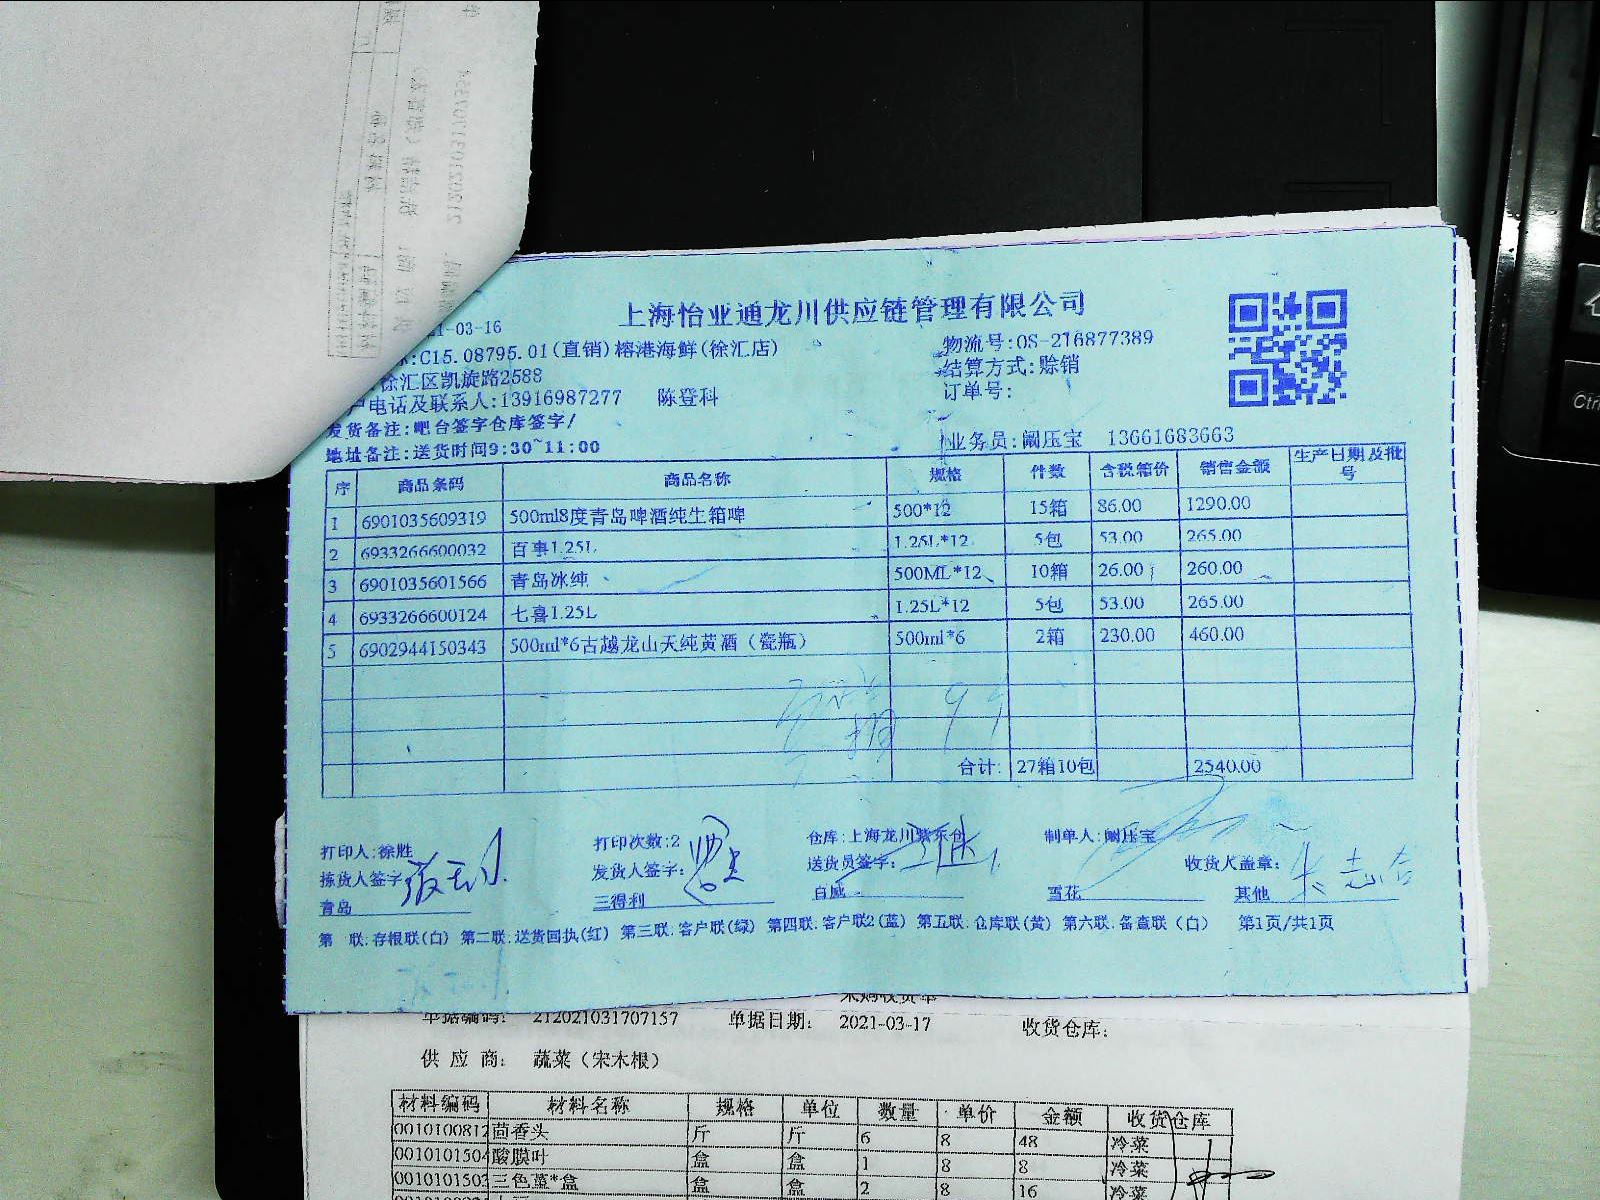 上海怡业通龙川供应链管理有限公司
1-03-16
物流号:OS-216877389
:C15.08795.01(直销)榕港海鲜(徐汇店)
结算方式:赊销
徐汇区凯旋路2588
订单号:
户电话及联系人:13916987277 陈登科
发货备注:吧台签字仓库签字/
业务员:阚压宝 13661683663
地址备注:送货时间9:30~11:00
序 商品条码 商品名称 规格 件数 含税箱价 销售金额 生产日期及批号
1 6901035609319 500ml8度青岛啤酒纯生箱啤 500*12 15箱 86.00 1290.00
2 6933266600032 百事1.25L 1.25L*12 5包 53.00 265.00
3 6901035601566 青岛冰纯 500ML*12 10箱 26.00 260.00
4 6933266600124 七喜1.25L 1.25L*12 5包 53.00 265.00
5 6902944150343 500ml*6古越龙山天纯黄酒（瓷瓶） 500ml*6 2箱 230.00 460.00
合计: 27箱10包 2540.00
打印人:徐胜 打印次数:2 仓库:上海龙川紫东仓 制单人:阚压宝
拣货人签字 发货人签字: 送货员签字: 收货人盖章:
青岛 三得利 百威 雪花 其他
第 联:存根联(白) 第二联:送货回执(红) 第三联:客户联(绿) 第四联:客户联2(蓝) 第五联:仓库联(黄) 第六联:备查联（白） 第1页/共1页
采购收货单
单据编码: 212021031707157 单据日期: 2021-03-17 收货仓库:
供 应 商: 蔬菜（宋木根）
材料编码 材料名称 规格 单位 数量 单价 金额 收货仓库
0010100812 茴香头 斤 斤 6 8 48 冷菜
0010101504 酸膜叶 盒 盒 1 8 8 冷菜
0010101503 三色堇*盒 盒 盒 2 8 16 冷菜
Ctrl